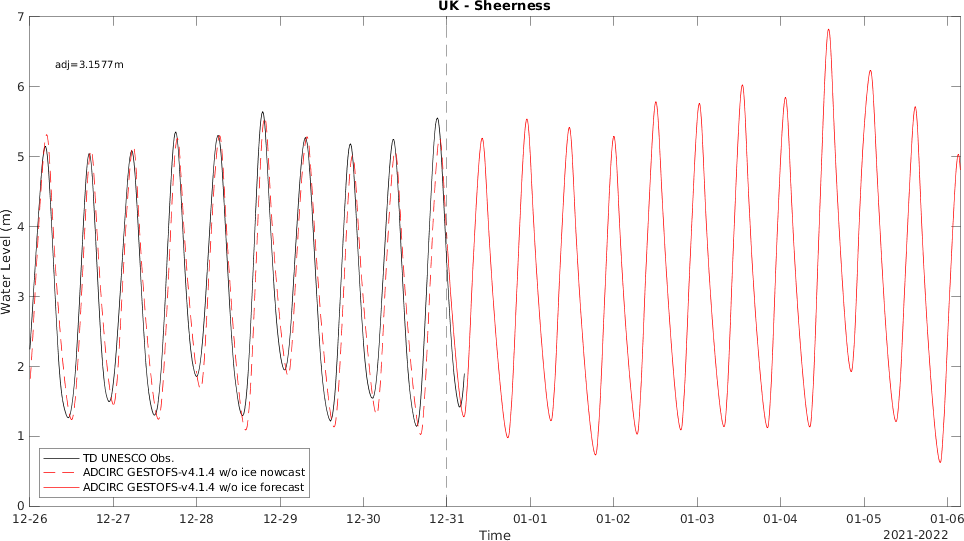 UK - Sheerness
7
adj=3.1577m
6
5
4
Water Level (m)
3
2
1
TD UNESCO Obs.
ADCIRC GESTOFS-v4.1.4 w/o ice nowcast
ADCIRC GESTOFS-v4.1.4 w/o ice forecast
0
12-26 12-27 12-28 12-29 12-30 12-31 01-01 01-02 01-03 01-04 01-05 01-06
Time
2021-2022